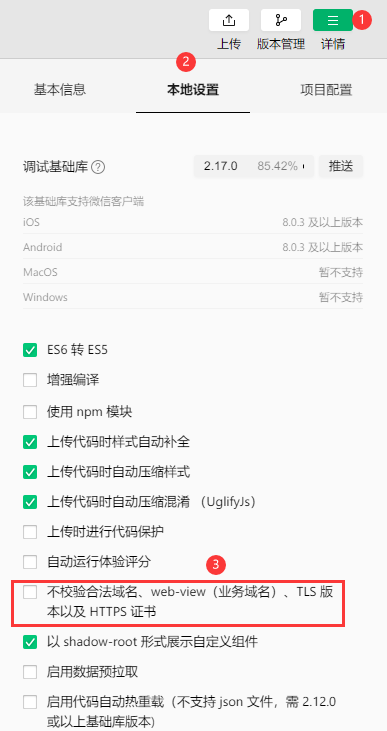 1
上传 版本管理 详情
2
基本信息 本地设置 项目配置
调试基础库 ? 2.17.0 85.42% 推送
该基础库支持微信客户端
iOS 8.0.3 及以上版本
Android 8.0.3 及以上版本
MacOS 暂不支持
Windows 暂不支持
ES6 转 ES5
增强编译
使用 npm 模块
上传代码时样式自动补全
上传代码时自动压缩样式
上传代码时自动压缩混淆 （UglifyJs）
上传时进行代码保护
自动运行体验评分
3
不校验合法域名、web-view（业务域名）、TLS 版
本以及 HTTPS 证书
以 shadow-root 形式展示自定义组件
启用数据预拉取
启用代码自动热重载（不支持 json 文件，需 2.12.0
或以上基础库版本)